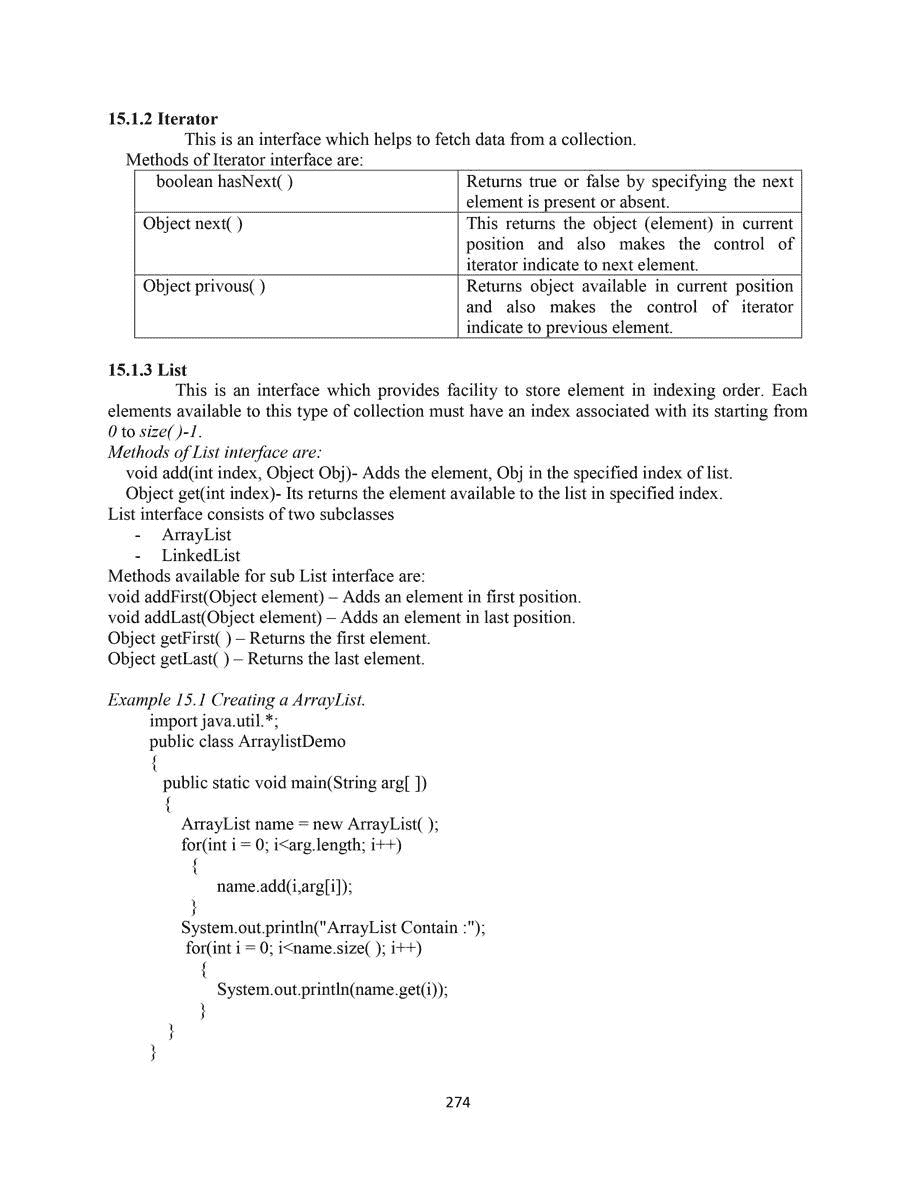 15.1.2 Iterator
This is an interface which helps to fetch data from a collection.
Methods of Iterator interface are:
boolean hasNext( )
Returns true or false by specifying the next
element is present or absent.
Object next( )
This returns the object (element) in current
position and also makes the control of
iterator indicate to next element.
Object privous( )
Returns object available in current position
and also makes the control of iterator
indicate to previous element.
15.1.3 List
This is an interface which provides facility to store element in indexing order. Each
elements available to this type of collection must have an index associated with its starting from
0 to size( )-1.
Methods of List interface are:
void add(int index, Object Obj)- Adds the element, Obj in the specified index of list.
Object get(int index)- Its returns the element available to the list in specified index.
List interface consists of two subclasses
- ArrayList
- LinkedList
Methods available for sub List interface are:
void addFirst(Object element) – Adds an element in first position.
void addLast(Object element) – Adds an element in last position.
Object getFirst( ) – Returns the first element.
Object getLast( ) – Returns the last element.
Example 15.1 Creating a ArrayList.
import java.util.*;
public class ArraylistDemo
{
public static void main(String arg[ ])
{
ArrayList name = new ArrayList( );
for(int i = 0; i<arg.length; i++)
{
name.add(i,arg[i]);
}
System.out.println("ArrayList Contain :");
for(int i = 0; i<name.size( ); i++)
{
System.out.println(name.get(i));
}
}
}
274